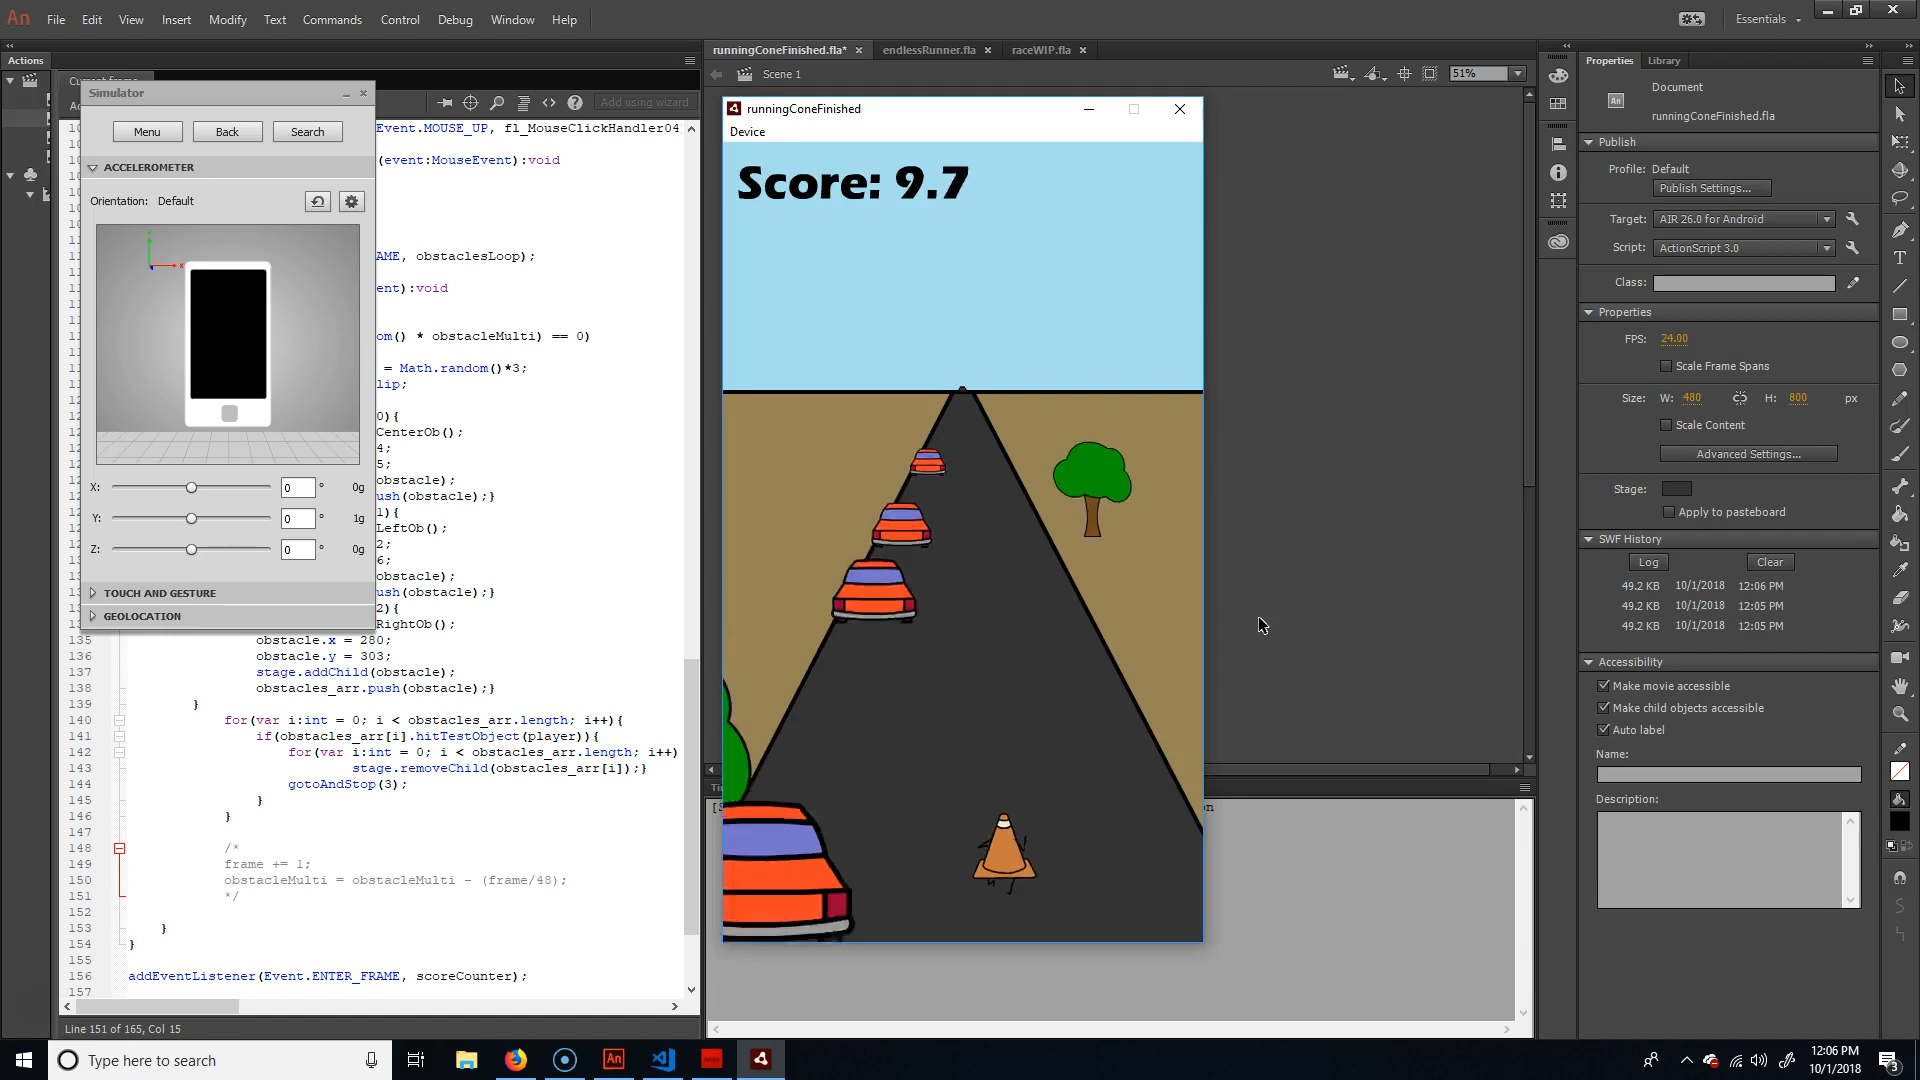 An File Edit View Insert Modify Text Commands Control Debug Window Help Essentials
Actions
runningConeFinished.fla* endlessRunner.fla raceWIP.fla
Properties Library
Scene 1
51%
Simulator
Add using wizard
Menu Back Search
ACCELEROMETER
Orientation: Default
X: 0 ° 0g
Y: 0 ° 1g
Z: 0 ° 0g
TOUCH AND GESTURE
GEOLOCATION
Event.MOUSE_UP, fl_MouseClickHandler04
(event:MouseEvent):void
AME, obstaclesLoop);
ent):void
om() * obstacleMulti) == 0)
= Math.random()*3;
lip;
0){
CenterOb();
4;
5;
obstacle);
ush(obstacle);}
1){
LeftOb();
2;
6;
obstacle);
ush(obstacle);}
2){
RightOb();
135 obstacle.x = 280;
136 obstacle.y = 303;
137 stage.addChild(obstacle);
138 obstacles_arr.push(obstacle);}
139 }
140 for(var i:int = 0; i < obstacles_arr.length; i++){
141 if(obstacles_arr[i].hitTestObject(player)){
142 for(var i:int = 0; i < obstacles_arr.length; i++)
143 stage.removeChild(obstacles_arr[i]);}
144 gotoAndStop(3);
145 }
146 }
147
148 /*
149 frame += 1;
150 obstacleMulti = obstacleMulti - (frame/48);
151 */
152
153 }
154 }
155
156 addEventListener(Event.ENTER_FRAME, scoreCounter);
157
Line 151 of 165, Col 15
runningConeFinished
Device
Score: 9.7
Document
An runningConeFinished.fla
Publish
Profile: Default
Publish Settings...
Target: AIR 26.0 for Android
Script: ActionScript 3.0
Class:
Properties
FPS: 24.00
Scale Frame Spans
Size: W: 480 H: 800 px
Scale Content
Advanced Settings...
Stage:
Apply to pasteboard
SWF History
Log Clear
49.2 KB 10/1/2018 12:06 PM
49.2 KB 10/1/2018 12:05 PM
49.2 KB 10/1/2018 12:05 PM
Accessibility
Make movie accessible
Make child objects accessible
Auto label
Name:
Description:
Type here to search
An
12:06 PM
10/1/2018
3